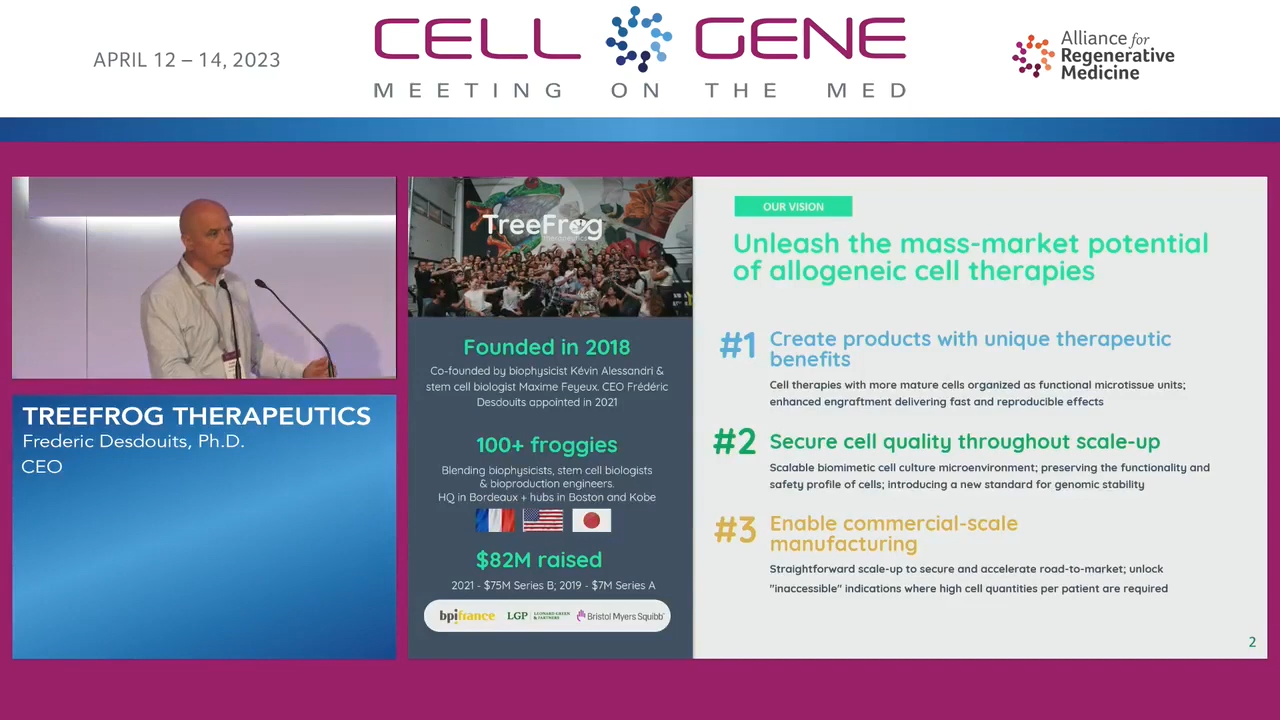 APRIL 12 – 14, 2023
CELL GENE
MEETING ON THE MED
Alliance for
Regenerative
Medicine
TREEFROG THERAPEUTICS
Frederic Desdouits, Ph.D.
CEO
TreeFrog
therapeutics
Founded in 2018
Co-founded by biophysicist Kévin Alessandri &
stem cell biologist Maxime Feyeux. CEO Frédéric
Desdouits appointed in 2021
100+ froggies
Blending biophysicists, stem cell biologists
& bioproduction engineers.
HQ in Bordeaux + hubs in Boston and Kobe
$82M raised
2021 - $75M Series B; 2019 - $7M Series A
bpifrance
LGP LEONARD GREEN
& PARTNERS
Bristol Myers Squibb
OUR VISION
Unleash the mass-market potential
of allogeneic cell therapies
#1 Create products with unique therapeutic
benefits
Cell therapies with more mature cells organized as functional microtissue units;
enhanced engraftment delivering fast and reproducible effects
#2 Secure cell quality throughout scale-up
Scalable biomimetic cell culture microenvironment; preserving the functionality and
safety profile of cells; introducing a new standard for genomic stability
#3 Enable commercial-scale
manufacturing
Straightforward scale-up to secure and accelerate road-to-market; unlock
"inaccessible" indications where high cell quantities per patient are required
2